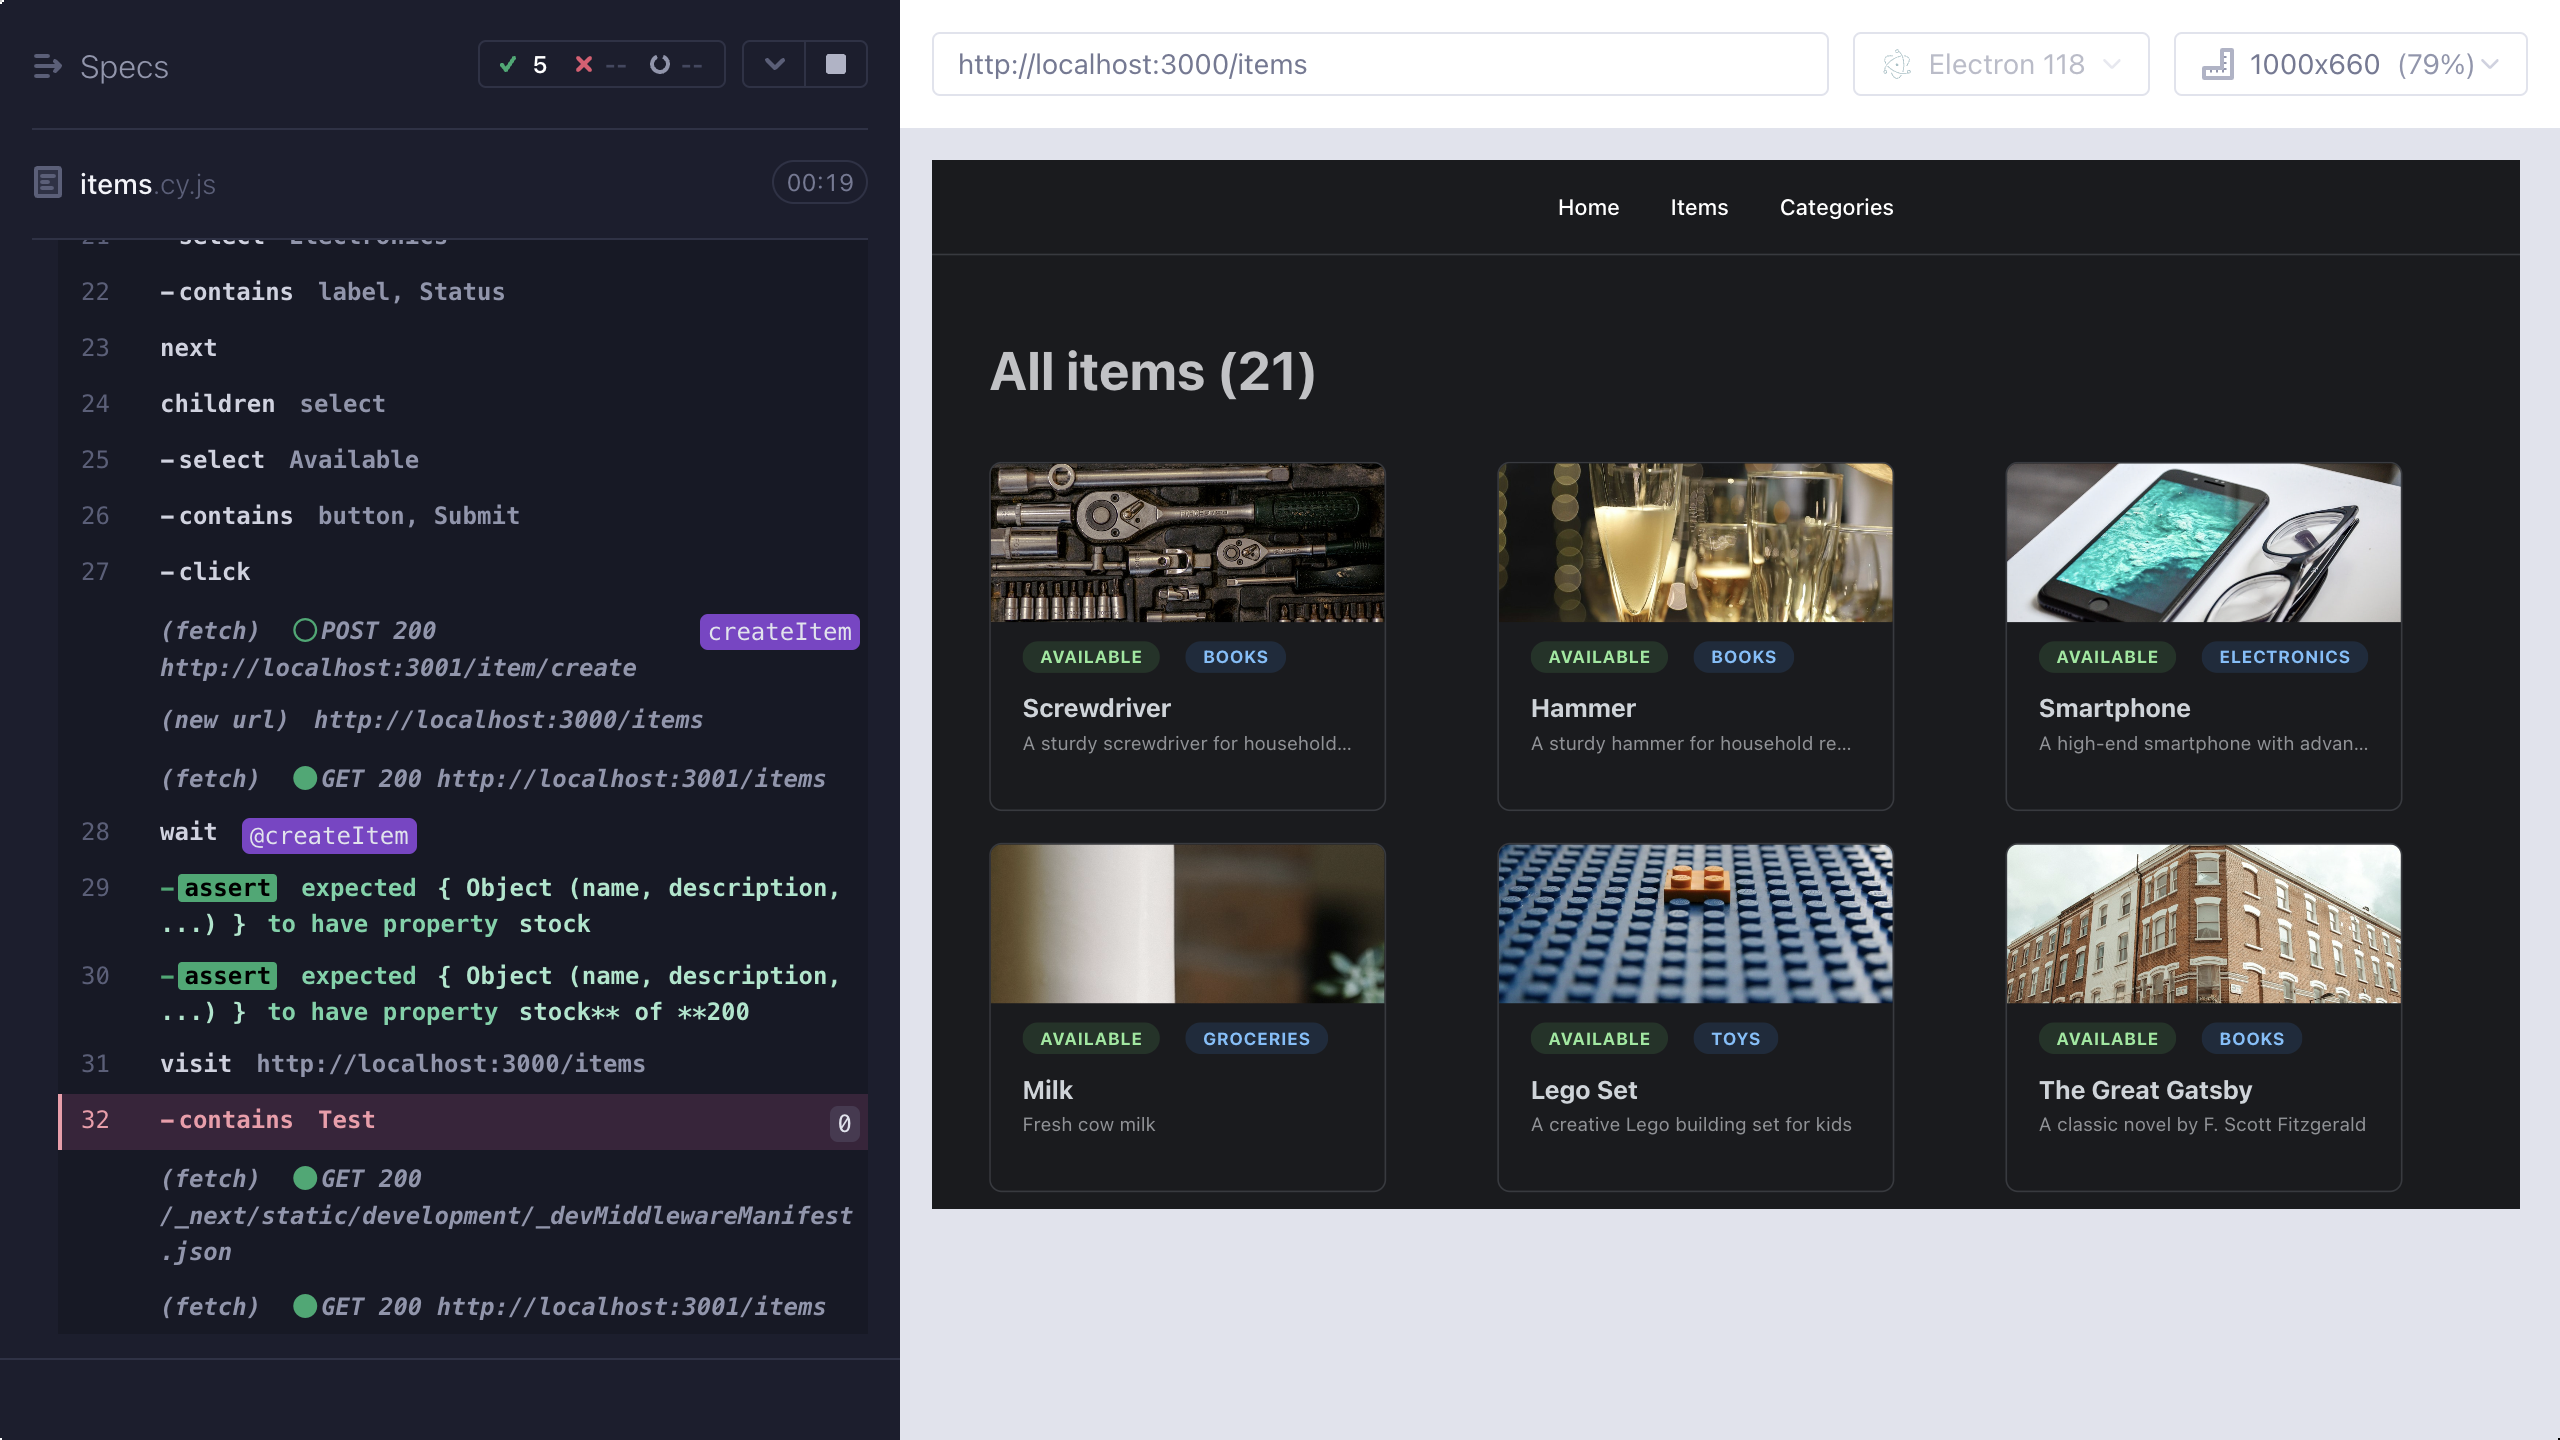 Specs
5
--
--
items.cy.js
00:19
21 select Electronics
22 -contains label, Status
23 next
24 children select
25 -select Available
26 -contains button, Submit
27 -click
(fetch) POST 200 createItem
http://localhost:3001/item/create
(new url) http://localhost:3000/items
(fetch) GET 200 http://localhost:3001/items
28 wait @createItem
29 -assert expected { Object (name, description,
...) } to have property stock
30 -assert expected { Object (name, description,
...) } to have property stock** of **200
31 visit http://localhost:3000/items
32 -contains Test 0
(fetch) GET 200
/_next/static/development/_devMiddlewareManifest
.json
(fetch) GET 200 http://localhost:3001/items
http://localhost:3000/items
Electron 118
1000x660 (79%)
Home Items Categories
All items (21)
AVAILABLE BOOKS
Screwdriver
A sturdy screwdriver for household...
AVAILABLE BOOKS
Hammer
A sturdy hammer for household re...
AVAILABLE ELECTRONICS
Smartphone
A high-end smartphone with advan...
AVAILABLE GROCERIES
Milk
Fresh cow milk
AVAILABLE TOYS
Lego Set
A creative Lego building set for kids
AVAILABLE BOOKS
The Great Gatsby
A classic novel by F. Scott Fitzgerald